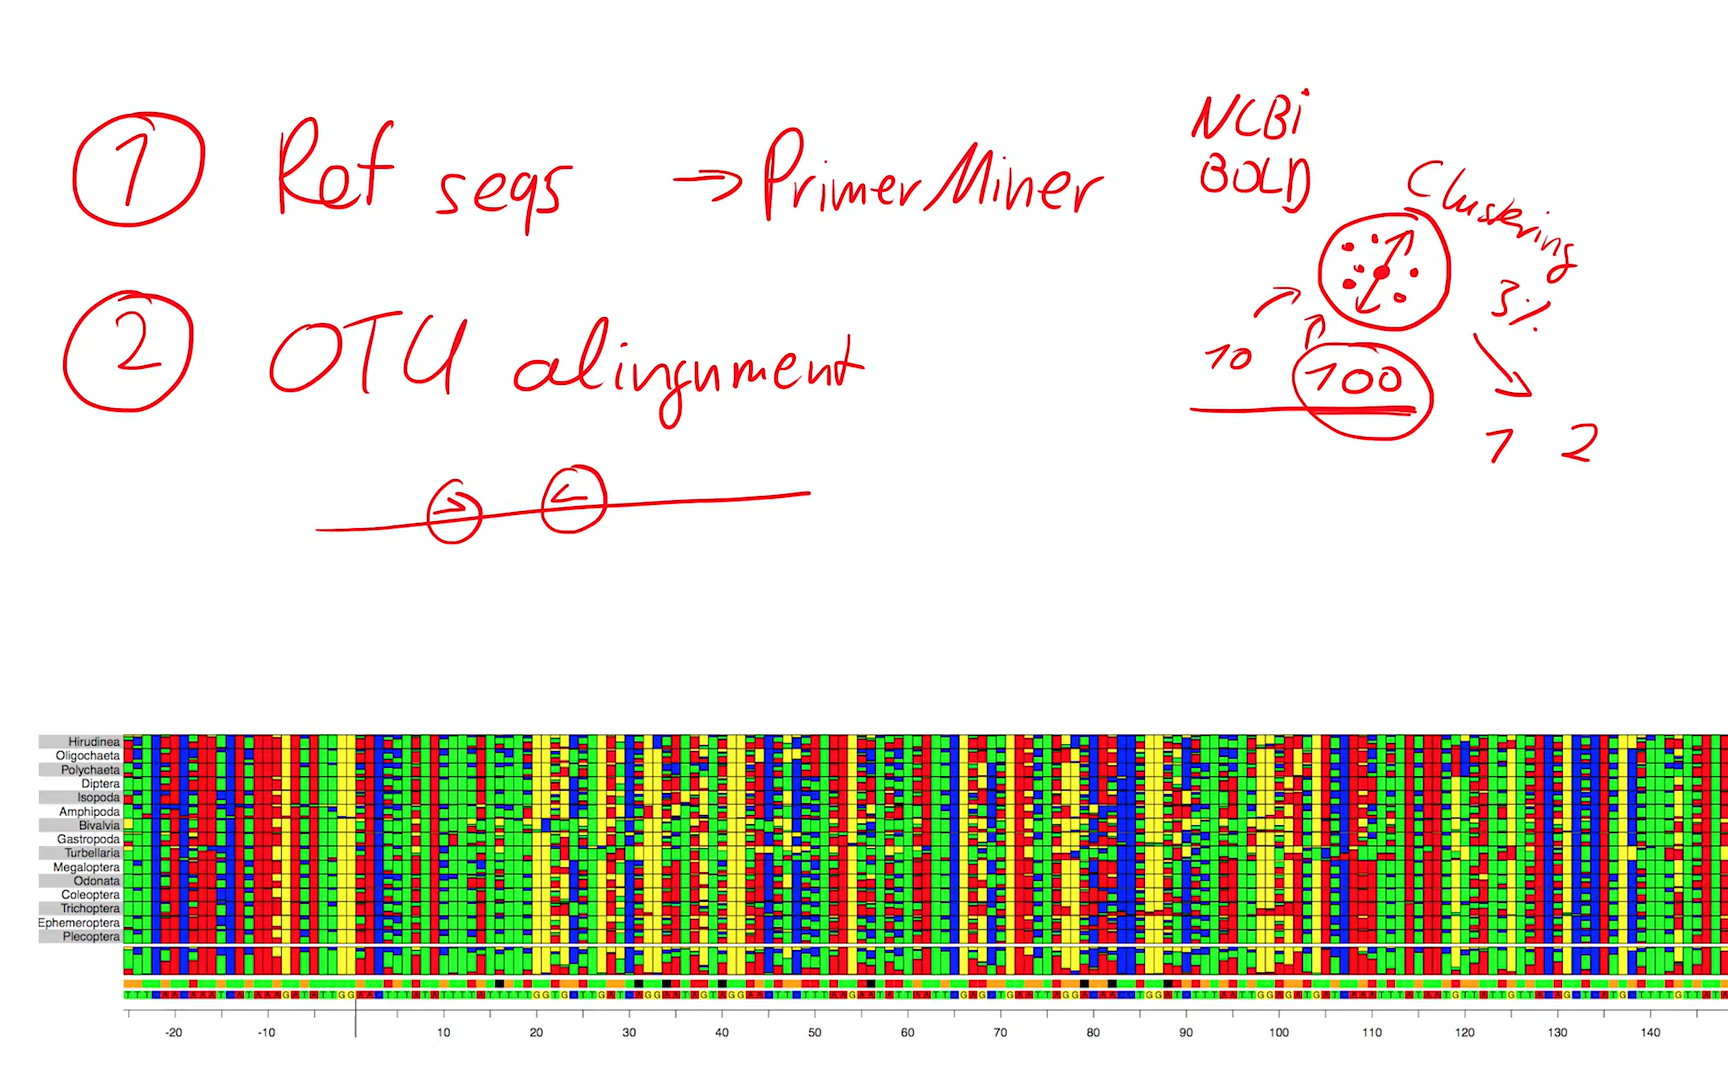 1 Ref seqs → PrimerMiner
NCBi
BOLD
Clustering
3%
10 100
1 2
2 OTU alingnment
Hirudinea
Oligochaeta
Polychaeta
Diptera
Isopoda
Amphipoda
Bivalvia
Gastropoda
Turbellaria
Megaloptera
Odonata
Coleoptera
Trichoptera
Ephemeroptera
Plecoptera
-20 -10 10 20 30 40 50 60 70 80 90 100 110 120 130 140